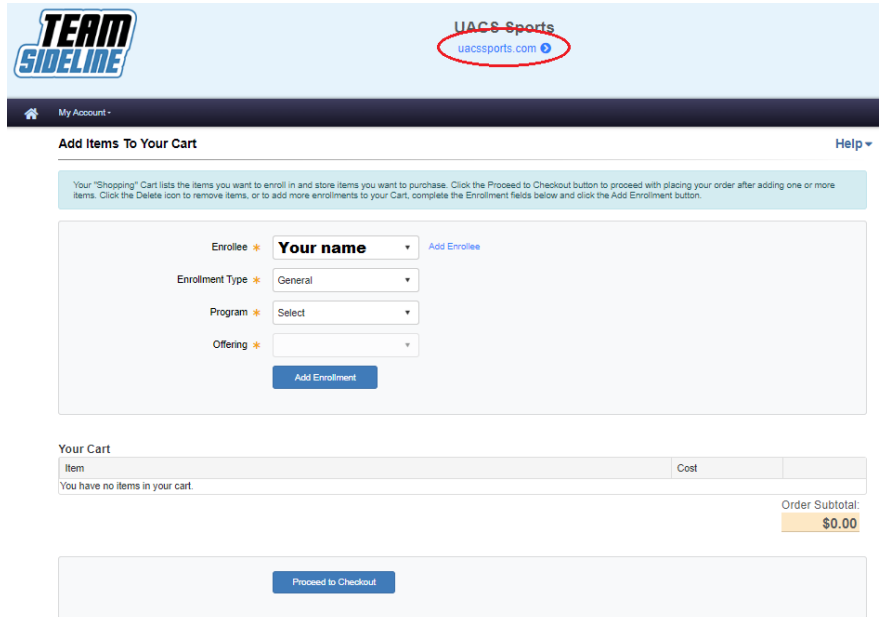 TEAM
SIDELINE
UACS Sports
uacssports.com
My Account
Add Items To Your Cart
Help
Your "Shopping" Cart lists the items you want to enroll in and store items you want to purchase. Click the Proceed to Checkout button to proceed with placing your order after adding one or more
items. Click the Delete icon to remove items, or to add more enrollments to your Cart, complete the Enrollment fields below and click the Add Enrollment button.
Enrollee * Your name Add Enrollee
Enrollment Type * General
Program * Select
Offering *
Add Enrollment
Your Cart
Item Cost
You have no items in your cart.
Order Subtotal:
$0.00
Proceed to Checkout